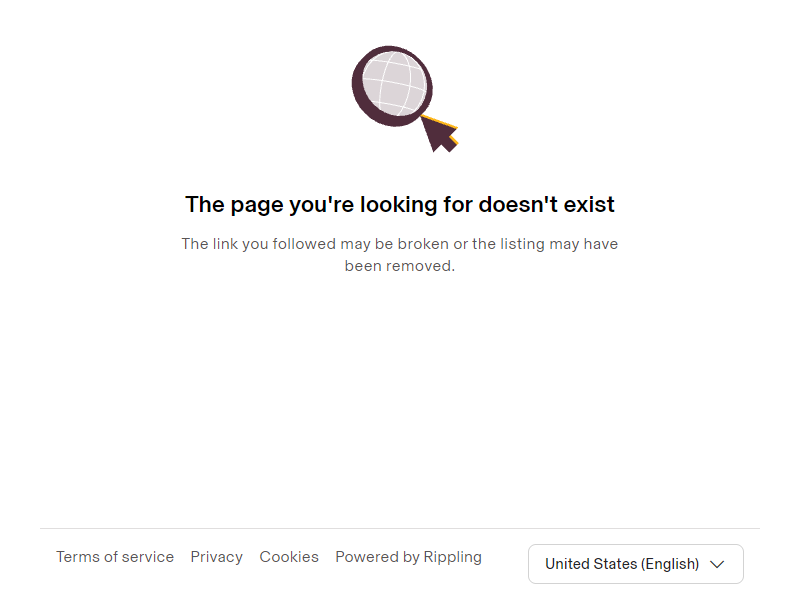 The page you're looking for doesn't exist
The link you followed may be broken or the listing may have
been removed.
Terms of service Privacy Cookies Powered by Rippling
United States (English)